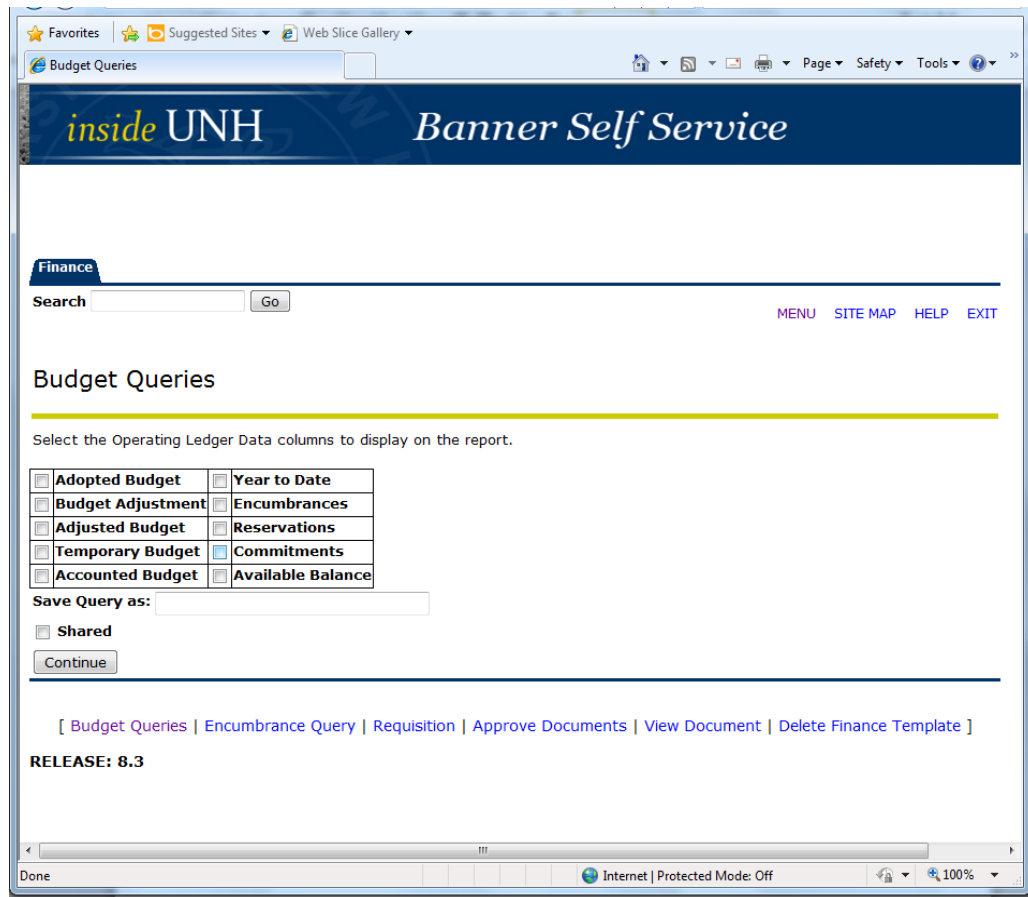 Favorites Suggested Sites Web Slice Gallery
Budget Queries Page Safety Tools »
inside UNH Banner Self Service
Finance
Search Go
MENU SITE MAP HELP EXIT
Budget Queries
Select the Operating Ledger Data columns to display on the report.
Adopted Budget Year to Date
Budget Adjustment Encumbrances
Adjusted Budget Reservations
Temporary Budget Commitments
Accounted Budget Available Balance
Save Query as:
Shared
Continue
[ Budget Queries | Encumbrance Query | Requisition | Approve Documents | View Document | Delete Finance Template ]
RELEASE: 8.3
Done Internet | Protected Mode: Off 100%